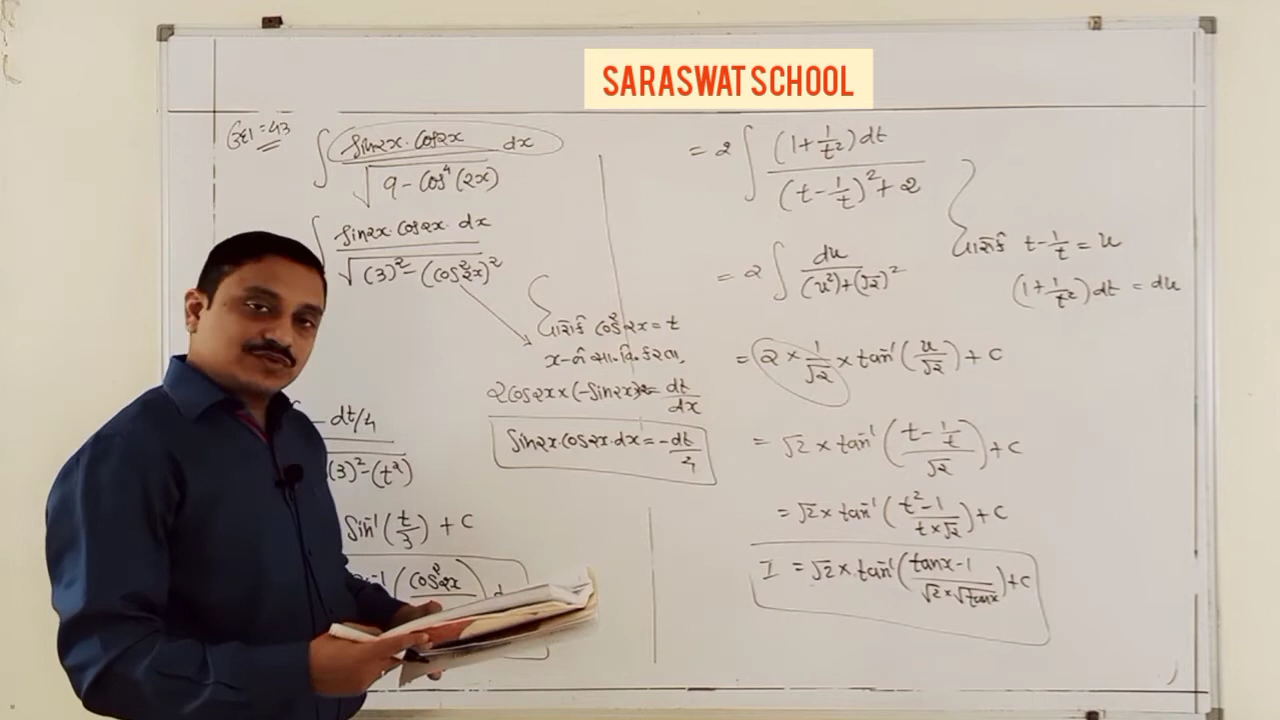 SARASWAT SCHOOL
ઉદા = 43
∫ sin2x · cos2x / √(9 - cos⁴(2x)) dx
∫ sin2x · cos2x · dx / √((3)² - (cos²2x)²)
ધારો કે cos²2x = t
x-ને સા.વિ. કરતા,
2cos2x × (-sin2x)2 = dt/dx
sin2x · cos2x · dx = -dt/4
- dt/4
(3)² - (t²)
sin⁻¹(t/3) + c
(cos²2x
= 2 ∫ (1 + 1/t²) dt / ((t - 1/t)² + 2)
ધારો કે t - 1/t = u
(1 + 1/t²) dt = du
= 2 ∫ du / ((u²) + (√2)²)
= 2 × 1/√2 × tan⁻¹(u/√2) + c
= √2 × tan⁻¹((t - 1/t)/√2) + c
= √2 × tan⁻¹((t² - 1)/(t × √2)) + c
I = √2 × tan⁻¹((tanx - 1)/(√2 × √tanx)) + c